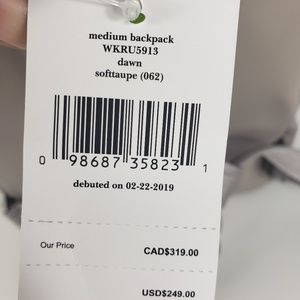 medium backpack
WKRU5913
dawn
softtaupe (062)
0 98687 35823 1
debuted on 02-22-2019
Our Price CAD$319.00
USD$249.00